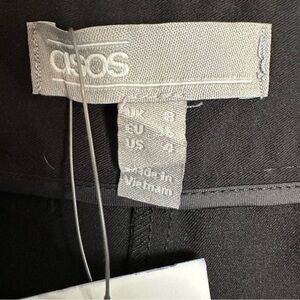 asos
UK 8
EU 36
US 4
Made in
Vietnam